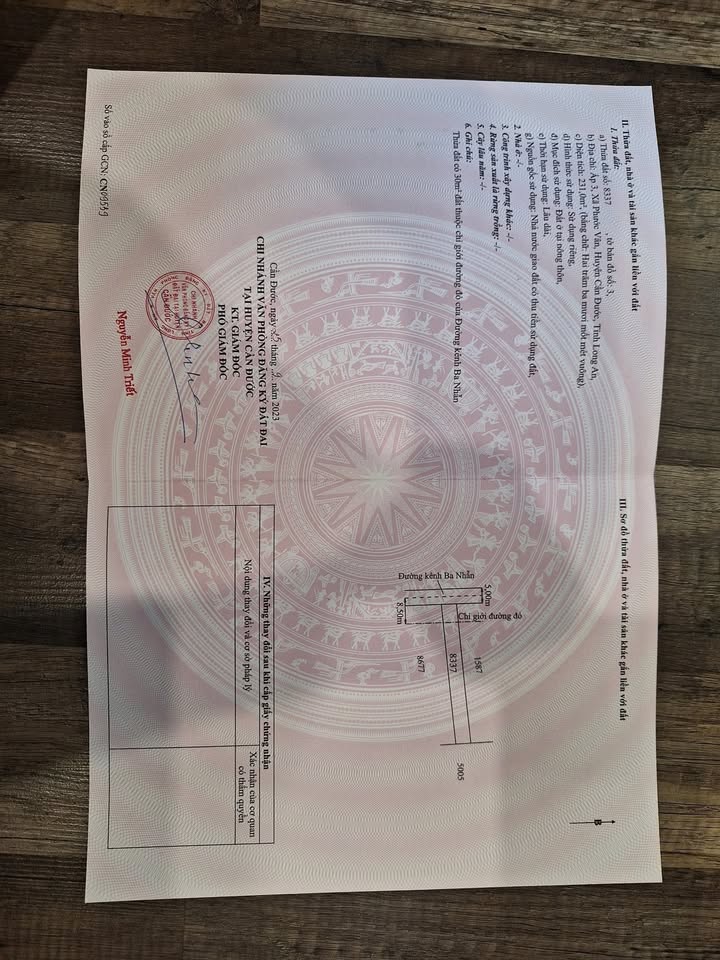 II. Thửa đất, nhà ở và tài sản khác gắn liền với đất
1. Thửa đất:
a) Thửa đất số: 8337 , tờ bản đồ số: 3,
b) Địa chỉ: Ấp 3, Xã Phước Vân, Huyện Cần Đước, Tỉnh Long An,
c) Diện tích: 231,0m², (bằng chữ: Hai trăm ba mươi mốt mét vuông),
d) Hình thức sử dụng: Sử dụng riêng,
đ) Mục đích sử dụng: Đất ở tại nông thôn,
e) Thời hạn sử dụng: Lâu dài,
g) Nguồn gốc sử dụng: Nhà nước giao đất có thu tiền sử dụng đất,
2. Nhà ở: -/-
3. Công trình xây dựng khác: -/-
4. Rừng sản xuất là rừng trồng: -/-
5. Cây lâu năm: -/-
6. Ghi chú:
Thửa đất có 30m² đất thuộc chỉ giới đường đỏ của Đường kênh Ba Nhẫn
Cần Đước, ngày 25 tháng 9 năm 2023
CHI NHÁNH VĂN PHÒNG ĐĂNG KÝ ĐẤT ĐAI
TẠI HUYỆN CẦN ĐƯỚC
KT. GIÁM ĐỐC
PHÓ GIÁM ĐỐC
Nguyễn Minh Triết
Số vào sổ cấp GCN:
III. Sơ đồ thửa đất, nhà ở và tài sản khác gắn liền với đất
B
5,00m
Đường kênh Ba Nhẫn
Chỉ giới đường đỏ
8,50m
1587
8337
8677
5005
IV. Những thay đổi sau khi cấp giấy chứng nhận
Nội dung thay đổi và cơ sở pháp lý
Xác nhận của cơ quan
có thẩm quyền